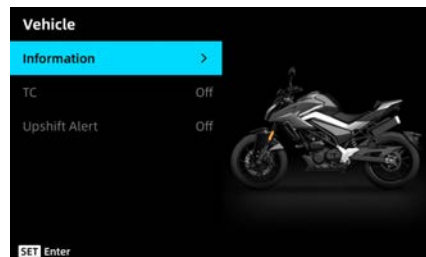 Vehicle
Information >
TC Off
Upshift Alert Off
SET Enter